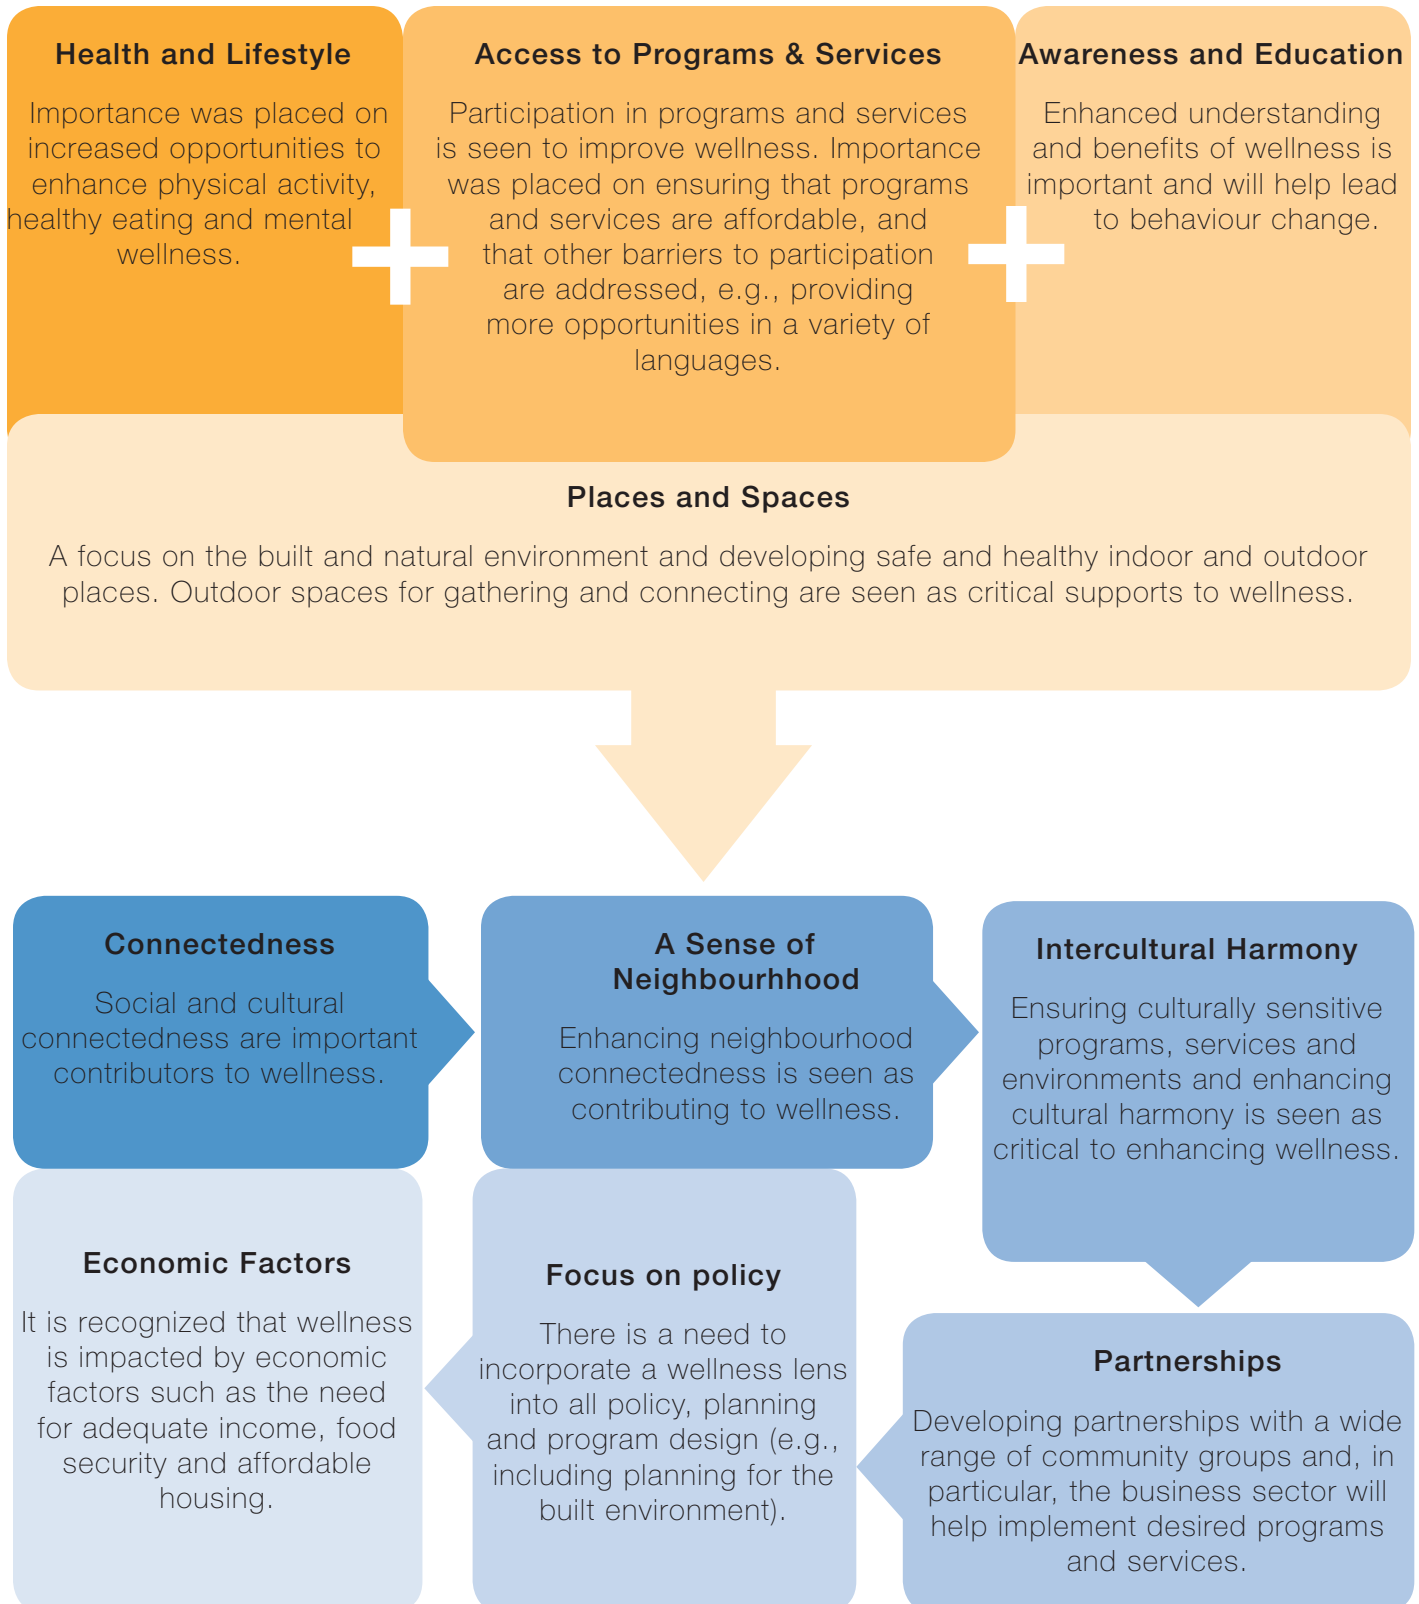 Health and Lifestyle
Importance was placed on
increased opportunities to
enhance physical activity,
healthy eating and mental
wellness.
Access to Programs & Services
Participation in programs and services
is seen to improve wellness. Importance
was placed on ensuring that programs
and services are affordable, and
that other barriers to participation
are addressed, e.g., providing
more opportunities in a variety of
languages.
Awareness and Education
Enhanced understanding
and benefits of wellness is
important and will help lead
to behaviour change.
Places and Spaces
A focus on the built and natural environment and developing safe and healthy indoor and outdoor
places. Outdoor spaces for gathering and connecting are seen as critical supports to wellness.
Connectedness
Social and cultural
connectedness are important
contributors to wellness.
A Sense of
Neighbourhhood
Enhancing neighbourhood
connectedness is seen as
contributing to wellness.
Intercultural Harmony
Ensuring culturally sensitive
programs, services and
environments and enhancing
cultural harmony is seen as
critical to enhancing wellness.
Partnerships
Developing partnerships with a wide
range of community groups and, in
particular, the business sector will
help implement desired programs
and services.
Focus on policy
There is a need to
incorporate a wellness lens
into all policy, planning
and program design (e.g.,
including planning for the
built environment).
Economic Factors
It is recognized that wellness
is impacted by economic
factors such as the need
for adequate income, food
security and affordable
housing.